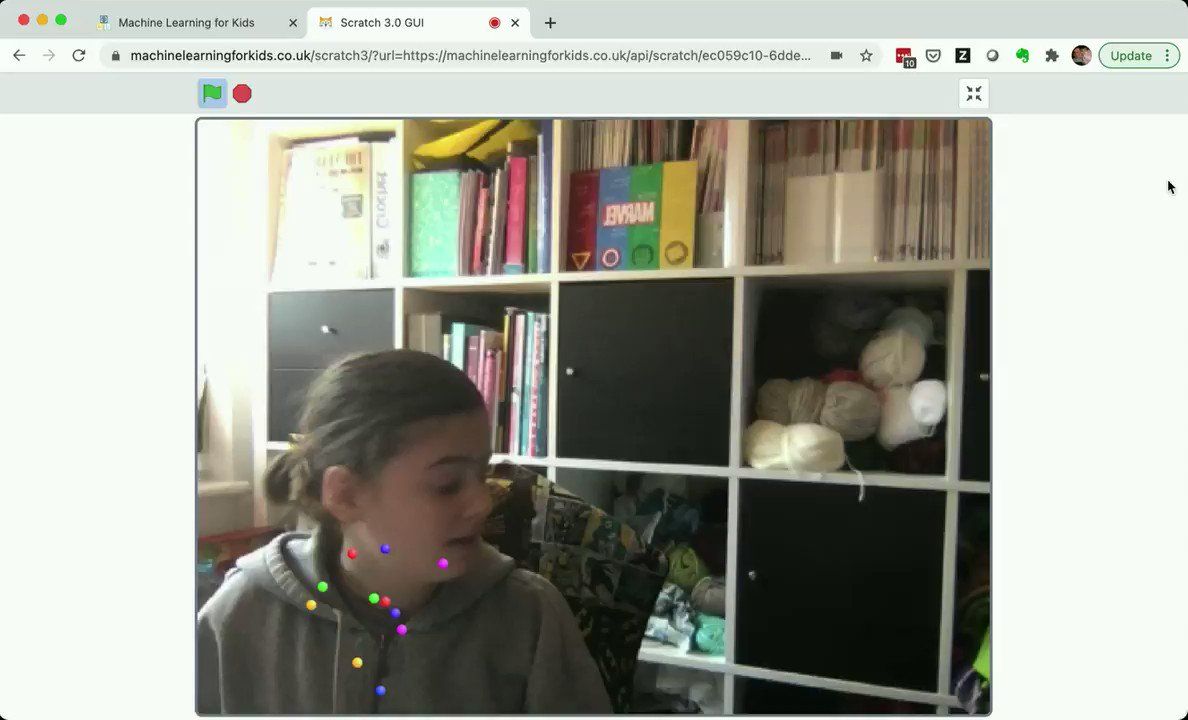 Machine Learning for Kids
Scratch 3.0 GUI
machinelearningforkids.co.uk/scratch3/?url=https://machinelearningforkids.co.uk/api/scratch/ec059c10-6dde...
10
Z
Update
MARVEL